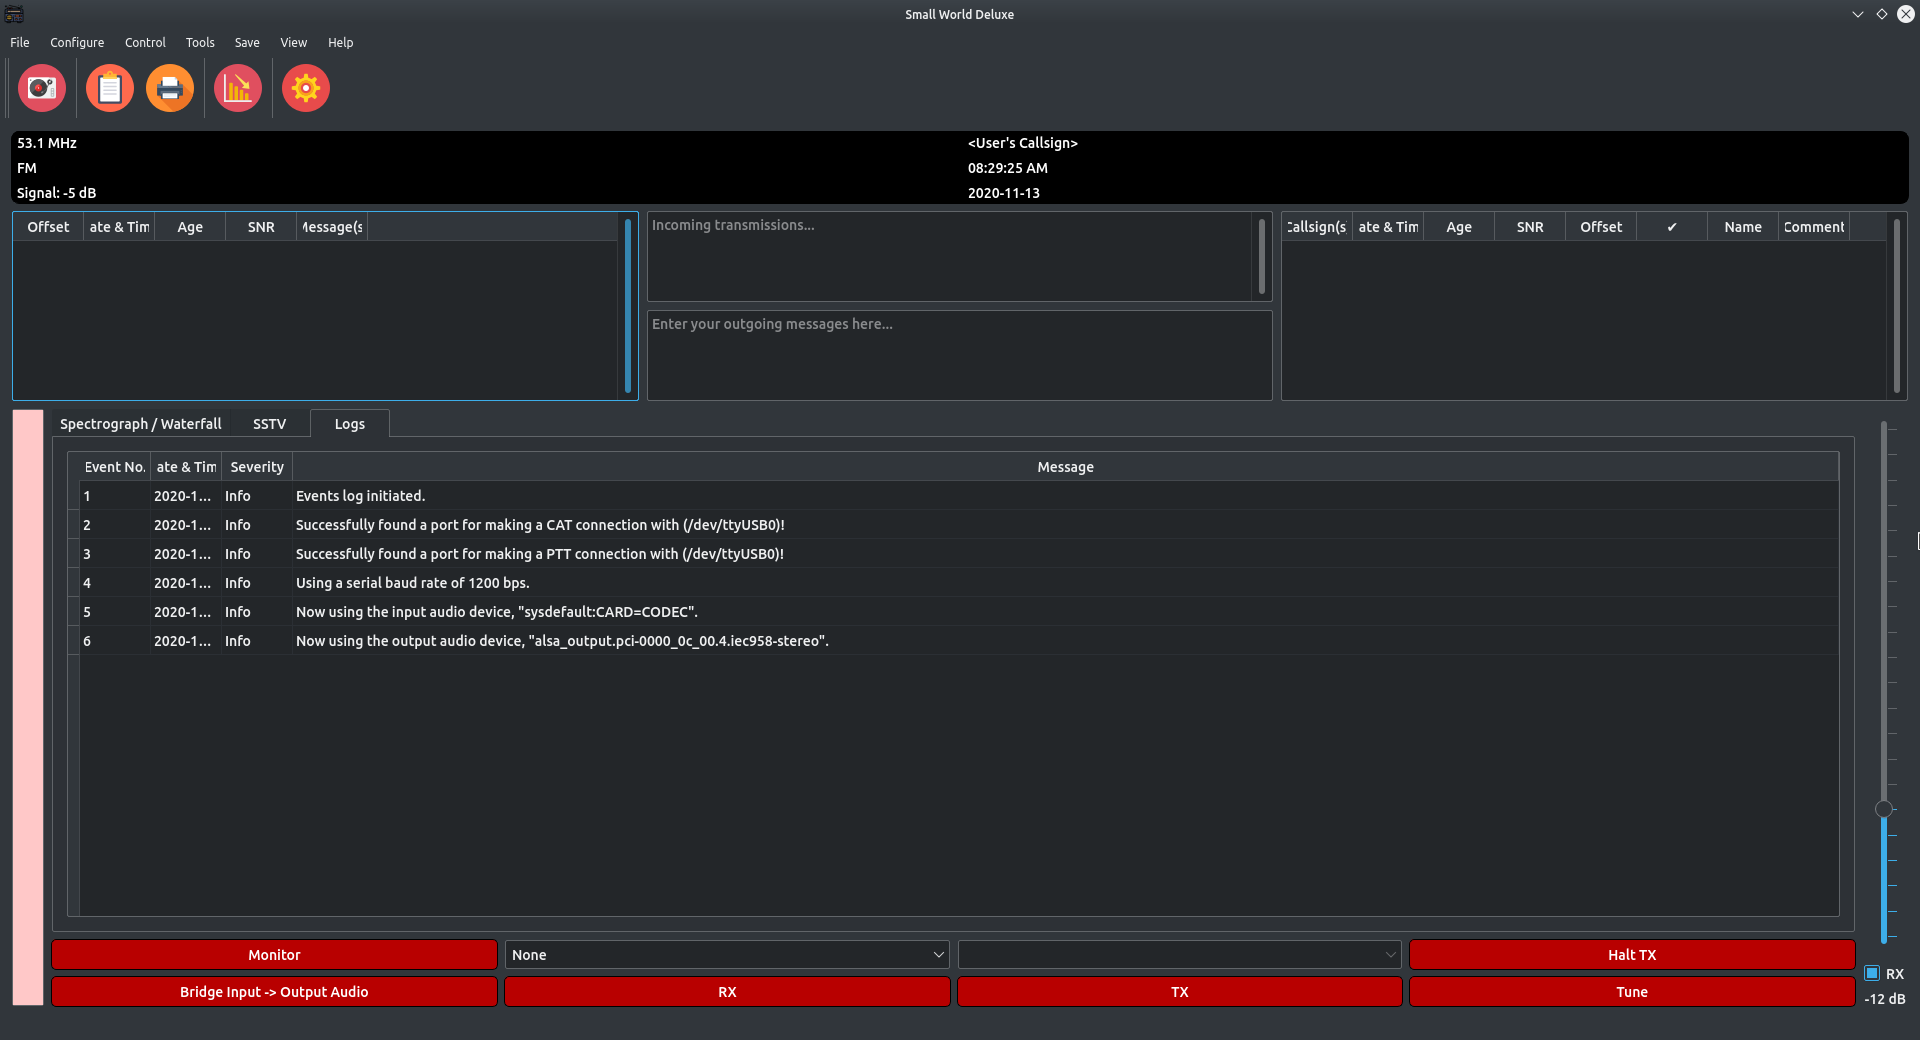 Small World Deluxe
File Configure Control Tools Save View Help
53.1 MHz
FM
Signal: -5 dB
<User's Callsign>
08:29:25 AM
2020-11-13
Offset ate & Tim Age SNR Message(s
Incoming transmissions...
Enter your outgoing messages here...
Callsign(s ate & Tim Age SNR Offset ✔ Name Comment
Spectrograph / Waterfall SSTV Logs
Event No. ate & Tim Severity Message
1 2020-1... Info Events log initiated.
2 2020-1... Info Successfully found a port for making a CAT connection with (/dev/ttyUSB0)!
3 2020-1... Info Successfully found a port for making a PTT connection with (/dev/ttyUSB0)!
4 2020-1... Info Using a serial baud rate of 1200 bps.
5 2020-1... Info Now using the input audio device, "sysdefault:CARD=CODEC".
6 2020-1... Info Now using the output audio device, "alsa_output.pci-0000_0c_00.4.iec958-stereo".
Monitor None Halt TX
Bridge Input -> Output Audio RX TX Tune
RX
-12 dB